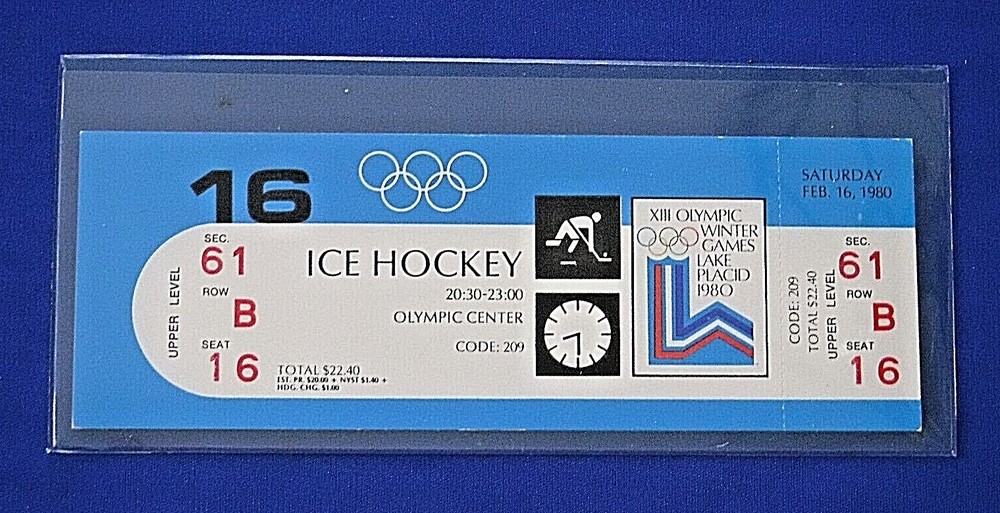 16
SATURDAY
FEB. 16, 1980
SEC.
61
ROW
B
SEAT
16
UPPER LEVEL
ICE HOCKEY
20:30-23:00
OLYMPIC CENTER
CODE: 209
TOTAL $22.40
EST. PR. $20.00 + NYST $1.40 +
HDG. CHG. $1.00
XIII OLYMPIC
WINTER
GAMES
LAKE
PLACID
1980
CODE: 209
TOTAL $22.40
UPPER LEVEL
SEC.
61
ROW
B
SEAT
16